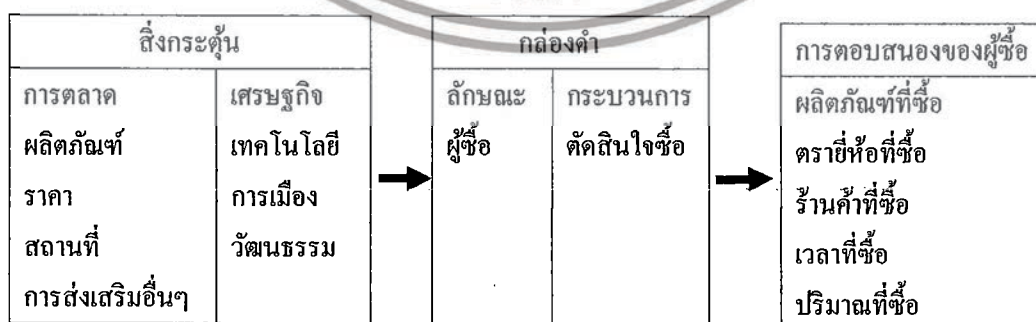 สิ่งกระตุ้น
การตลาด เศรษฐกิจ
ผลิตภัณฑ์ เทคโนโลยี
ราคา การเมือง
สถานที่ วัฒนธรรม
การส่งเสริมอื่นๆ
กล่องดำ
ลักษณะ กระบวนการ
ผู้ซื้อ ตัดสินใจซื้อ
การตอบสนองของผู้ซื้อ
ผลิตภัณฑ์ที่ซื้อ
ตรายี่ห้อที่ซื้อ
ร้านค้าที่ซื้อ
เวลาที่ซื้อ
ปริมาณที่ซื้อ